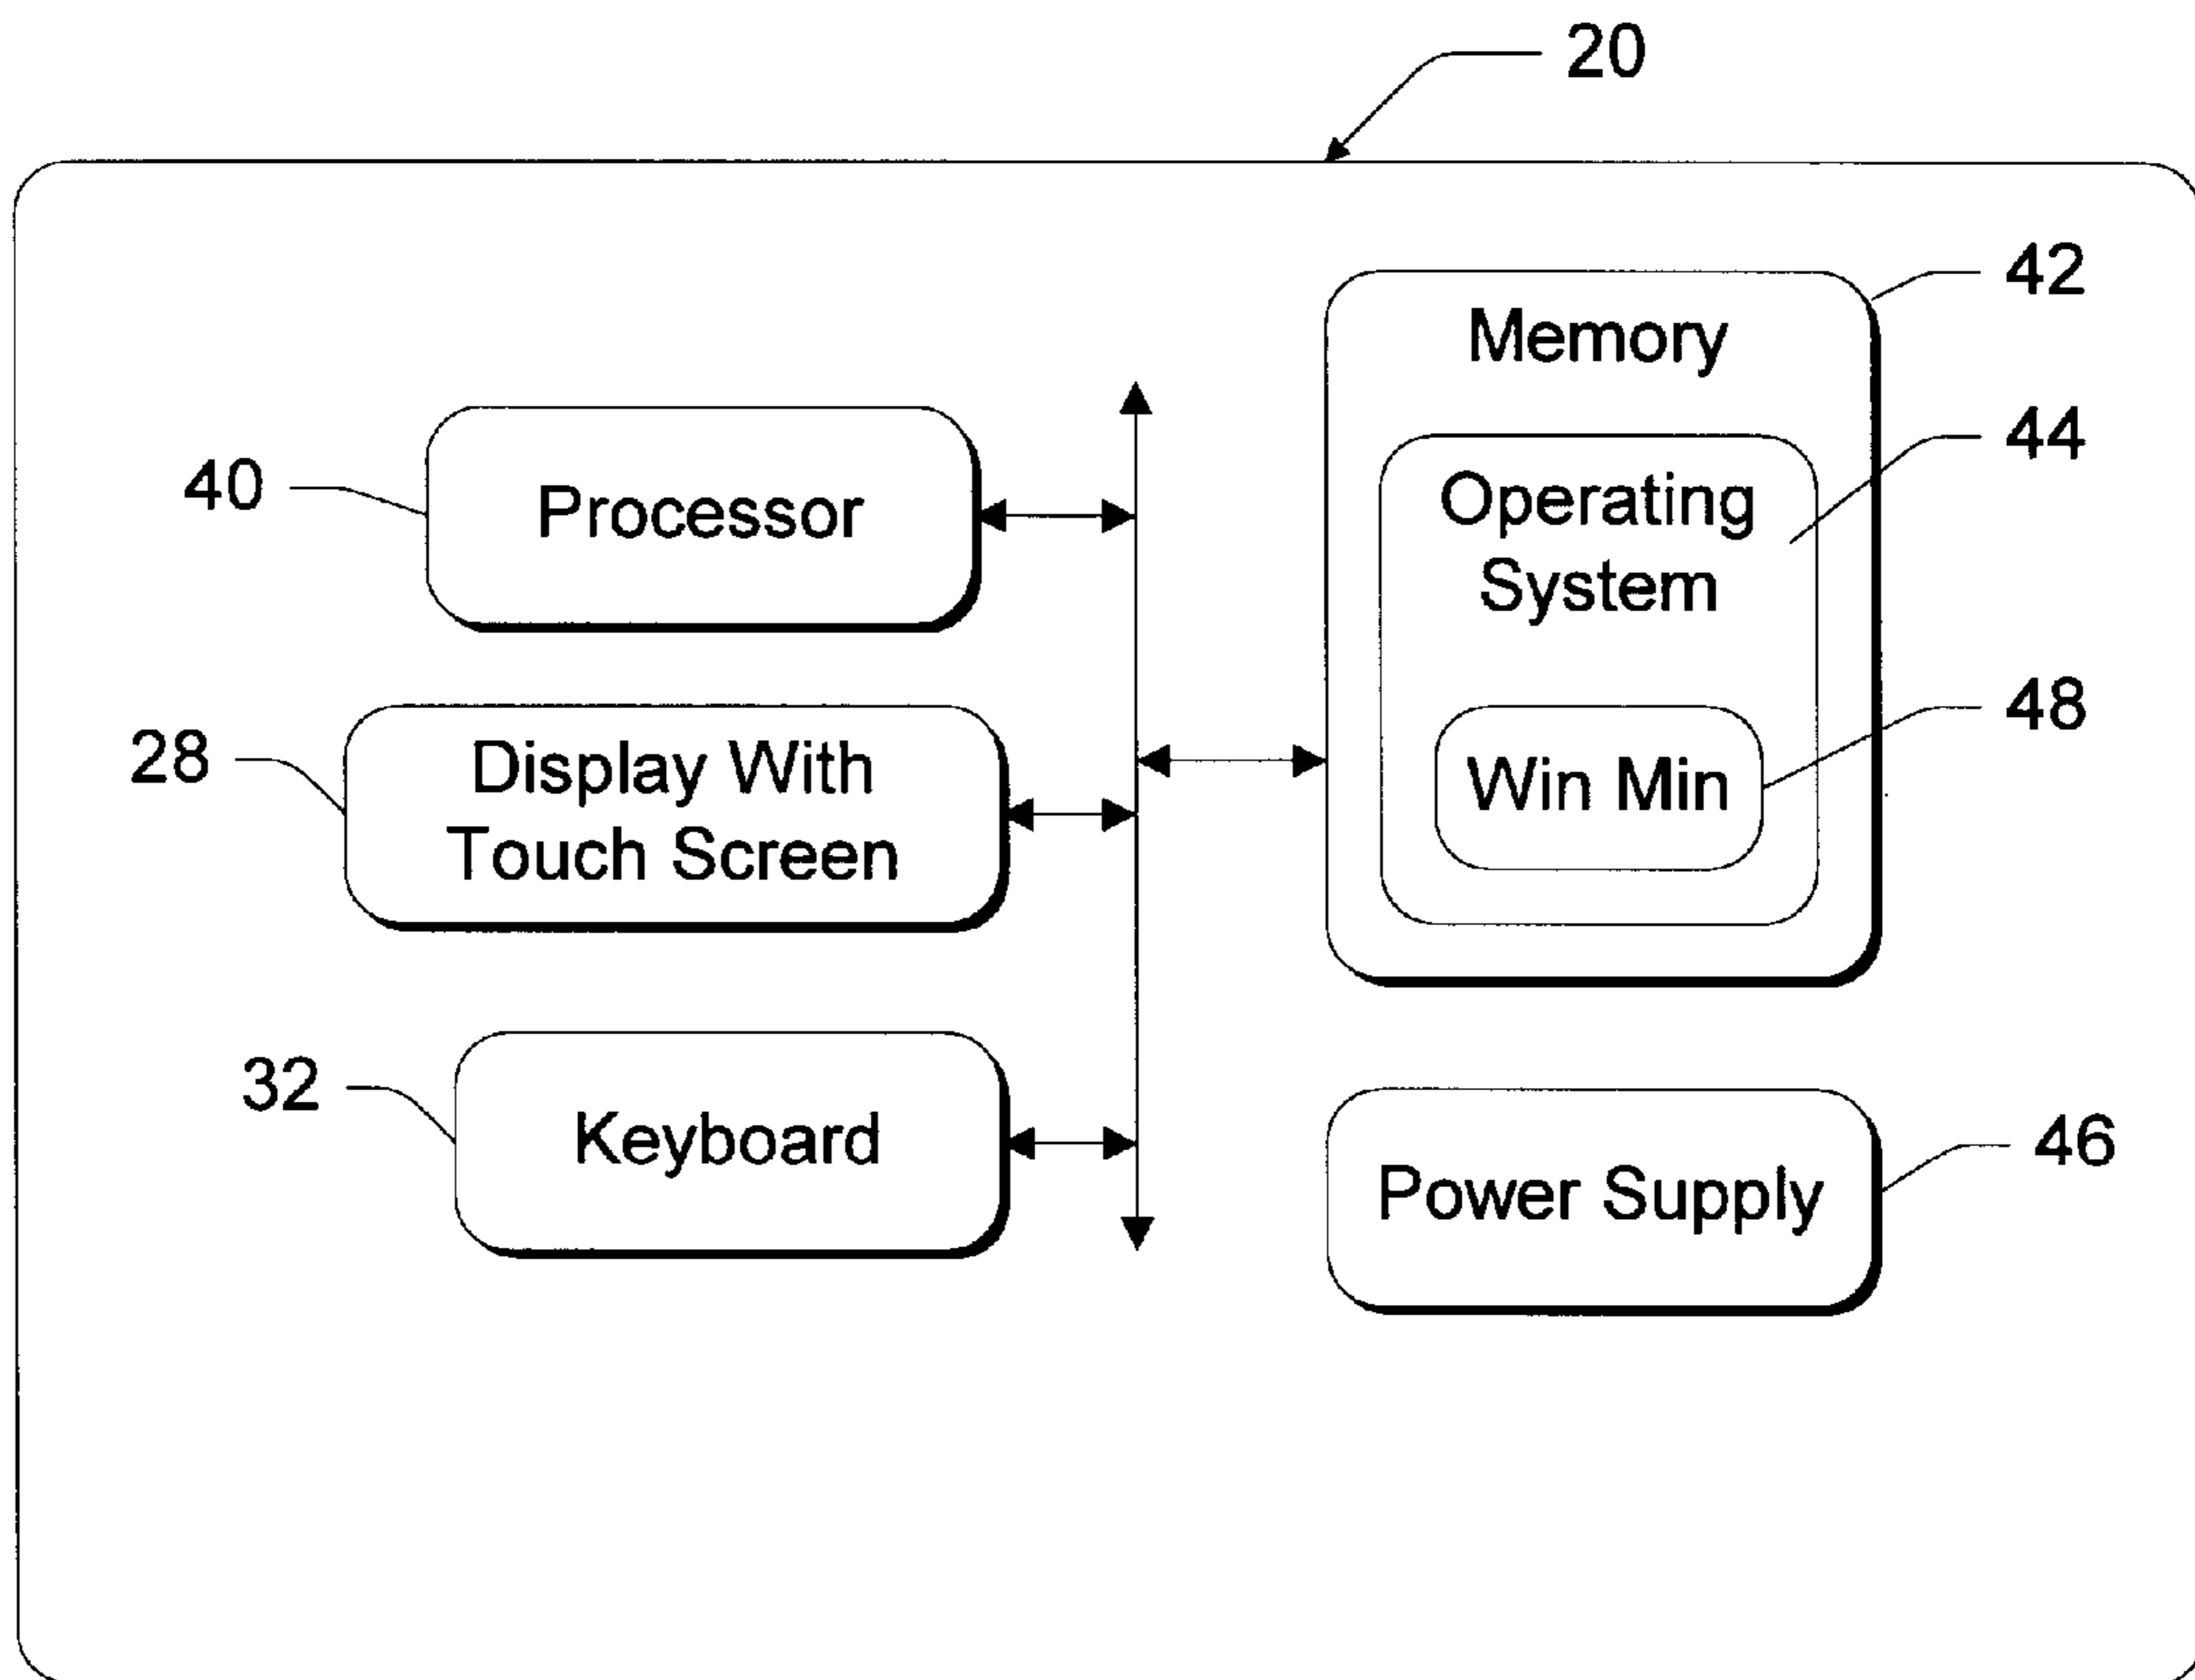 20
42
Memory
44
40
Processor
Operating
System
48
28
Display With
Touch Screen
Win Min
32
Keyboard
46
Power Supply